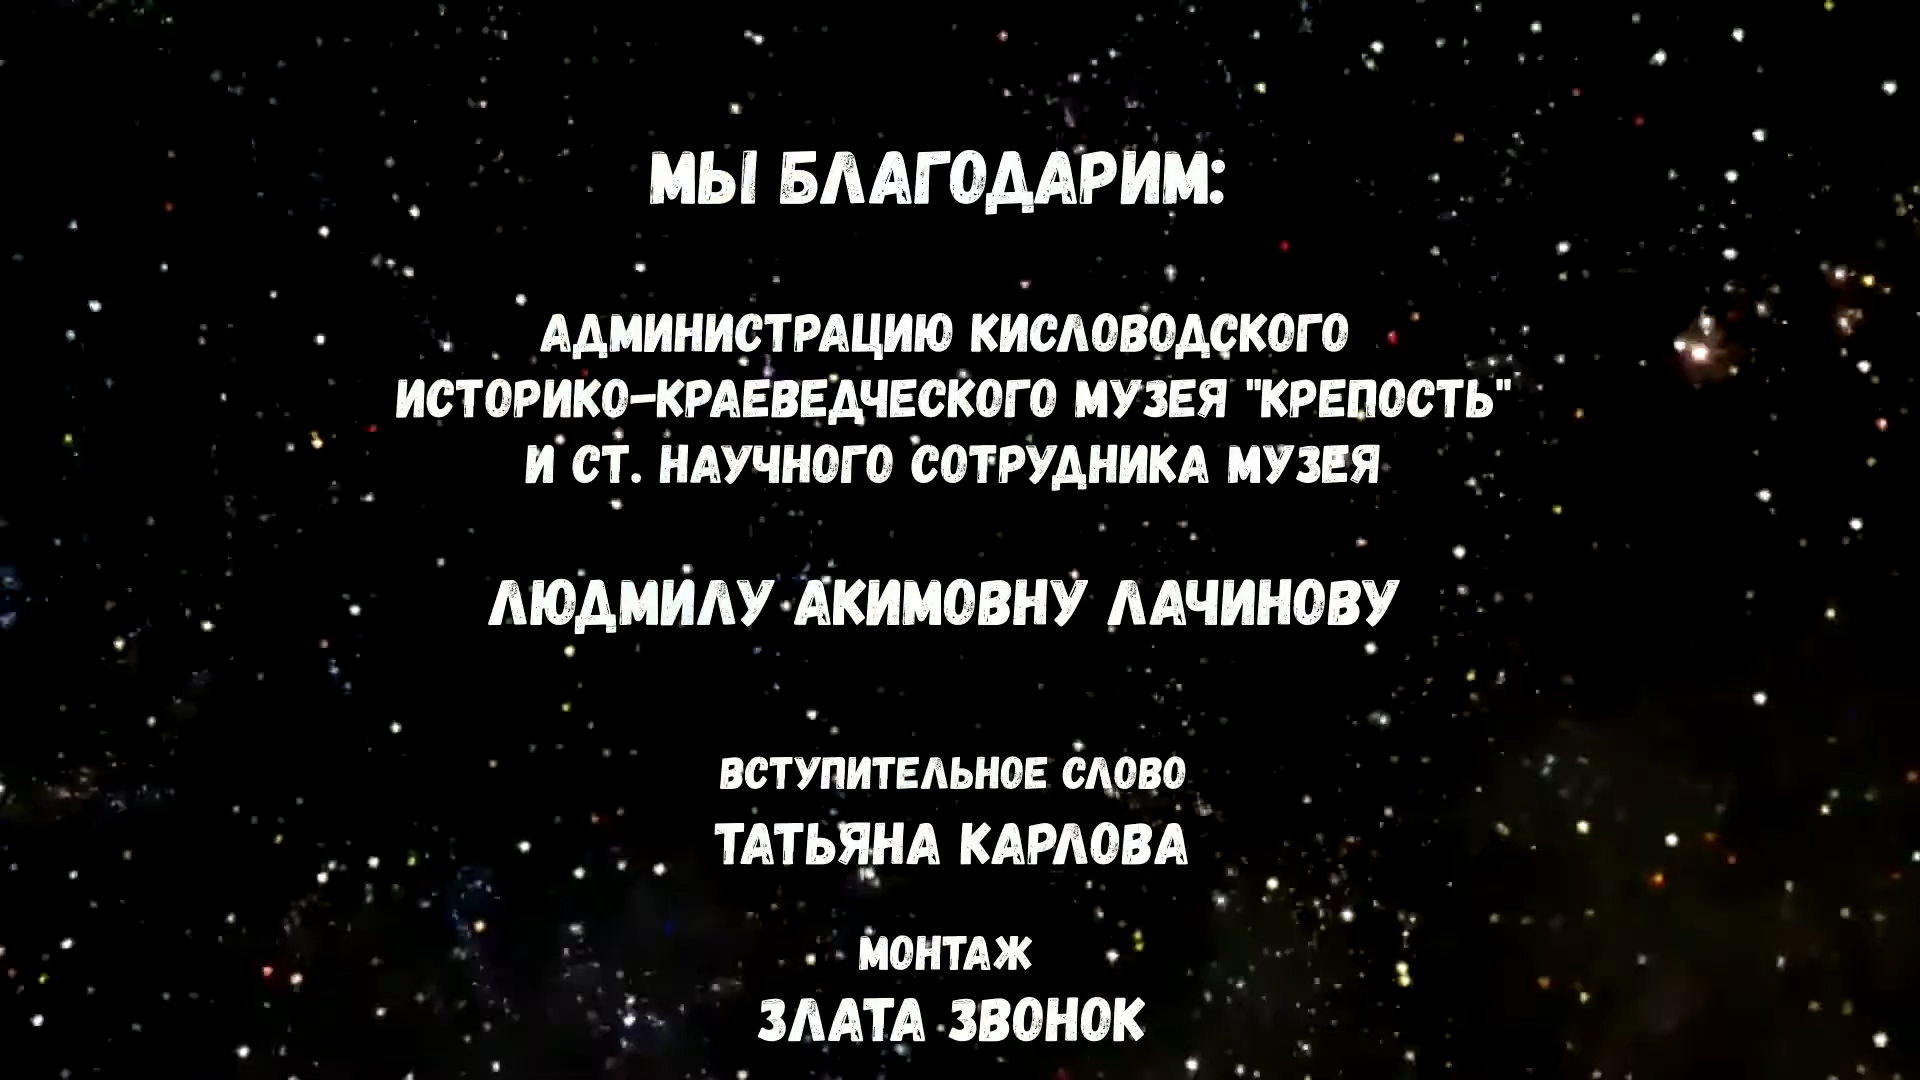 МЫ БЛАГОДАРИМ:
АДМИНИСТРАЦИЮ КИСЛОВОДСКОГО
ИСТОРИКО-КРАЕВЕДЧЕСКОГО МУЗЕЯ "КРЕПОСТЬ"
И СТ. НАУЧНОГО СОТРУДНИКА МУЗЕЯ
ЛЮДМИЛУ АКИМОВНУ ЛАЧИНОВУ
ВСТУПИТЕЛЬНОЕ СЛОВО
ТАТЬЯНА КАРЛОВА
МОНТАЖ
ЗЛАТА ЗВОНОК